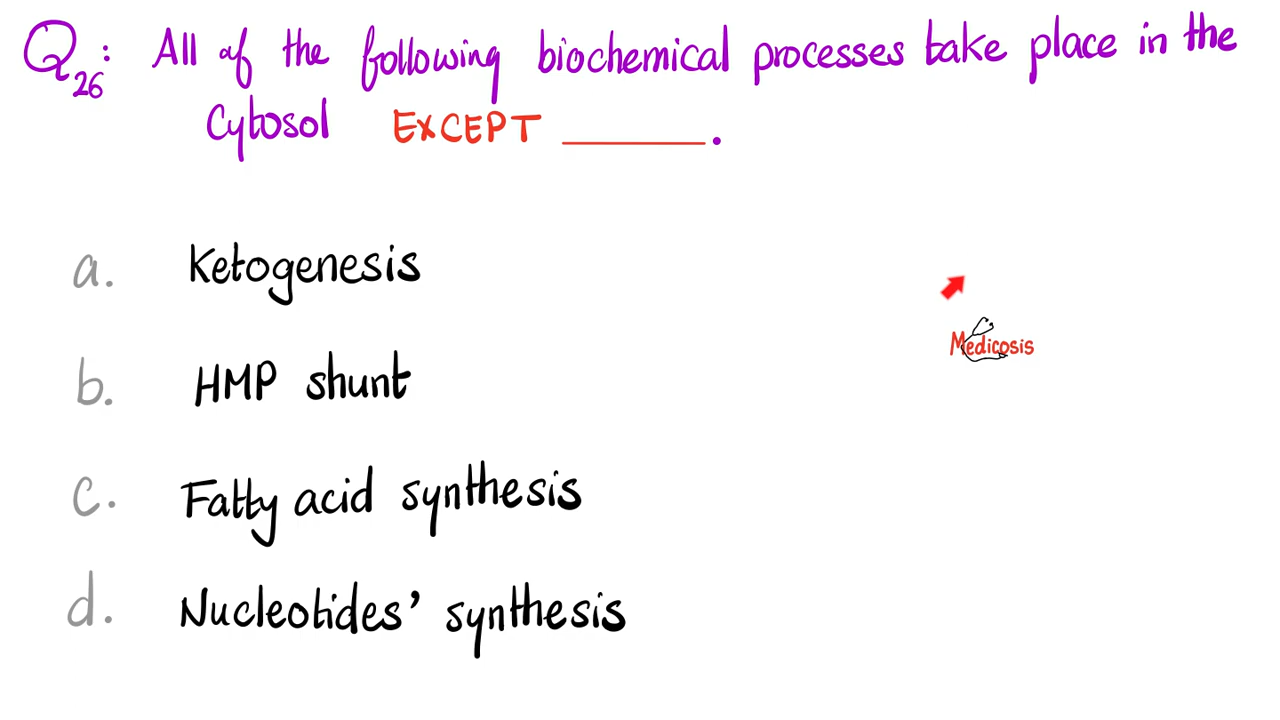 Q26: All of the following biochemical processes take place in the
Cytosol EXCEPT ______.
a. Ketogenesis
Medicosis
b. HMP shunt
c. Fatty acid synthesis
d. Nucleotides' synthesis